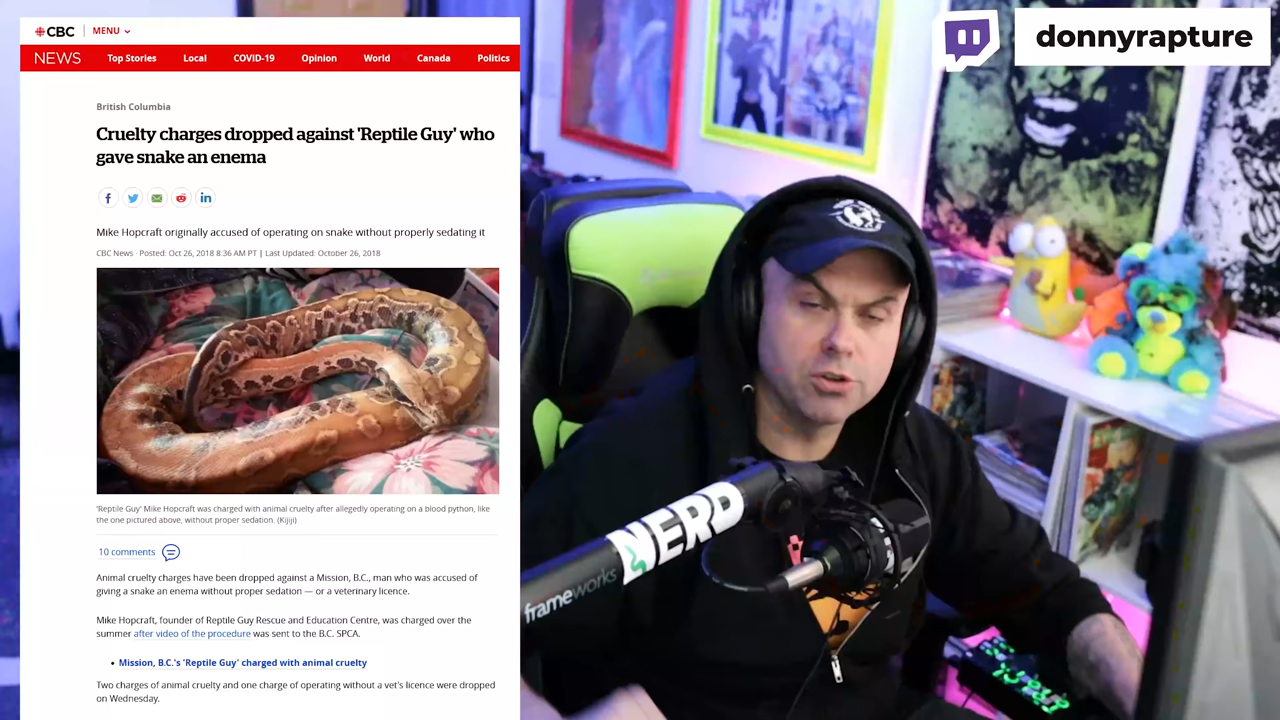 CBC
MENU
NEWS
Top Stories
Local
COVID-19
Opinion
World
Canada
Politics
British Columbia
Cruelty charges dropped against 'Reptile Guy' who
gave snake an enema
Mike Hopcraft originally accused of operating on snake without properly sedating it
CBC News · Posted: Oct 26, 2018 8:36 AM PT | Last Updated: October 26, 2018
'Reptile Guy' Mike Hopcraft was charged with animal cruelty after allegedly operating on a blood python, like
the one pictured above, without proper sedation. (Kijiji)
10 comments
Animal cruelty charges have been dropped against a Mission, B.C., man who was accused of
giving a snake an enema without proper sedation — or a veterinary licence.
Mike Hopcraft, founder of Reptile Guy Rescue and Education Centre, was charged over the
summer after video of the procedure was sent to the B.C. SPCA.
• Mission, B.C.'s 'Reptile Guy' charged with animal cruelty
Two charges of animal cruelty and one charge of operating without a vet's licence were dropped
on Wednesday.
donnyrapture
NERD
frameworks